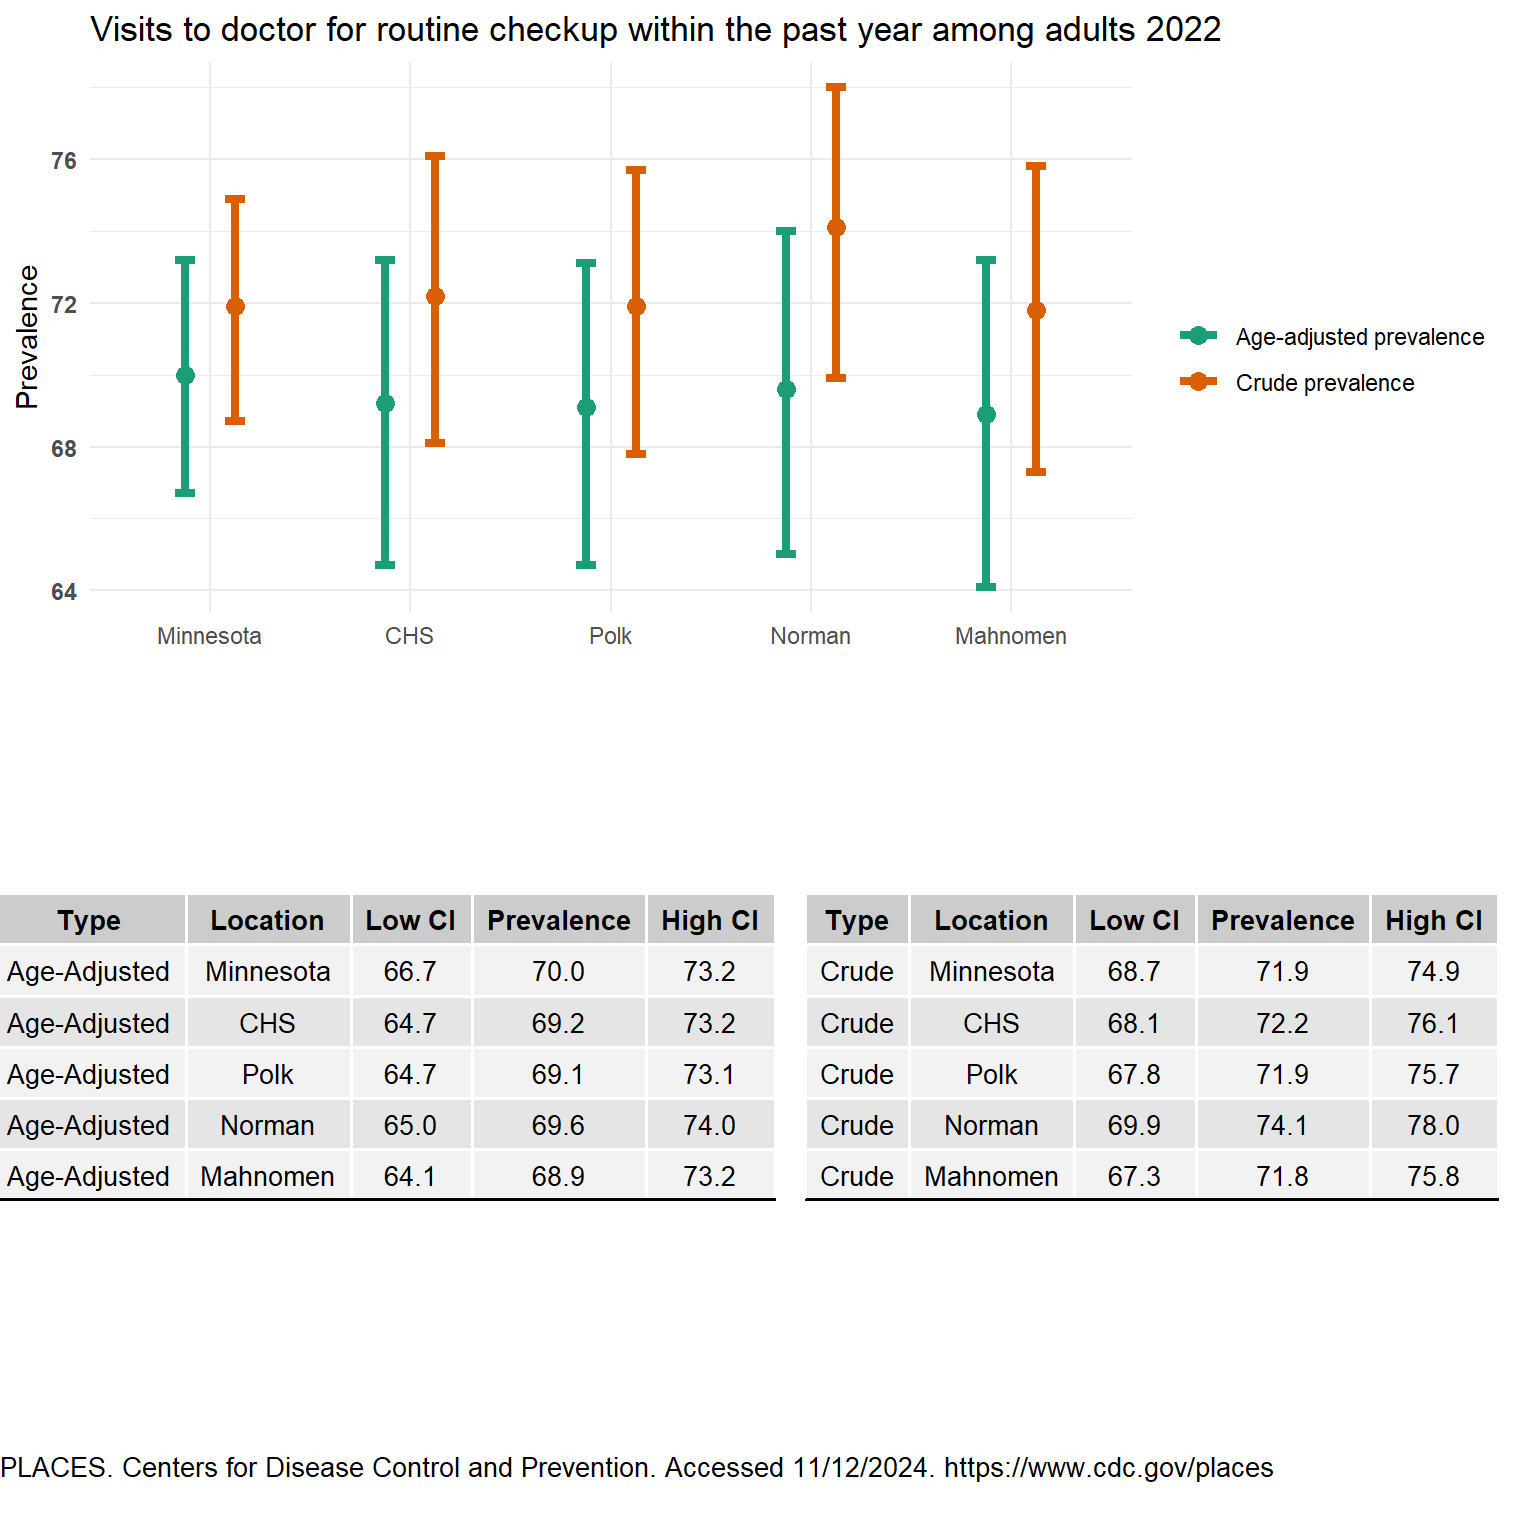 Visits to doctor for routine checkup within the past year among adults 2022
Prevalence
76
72
68
64
Minnesota CHS Polk Norman Mahnomen
Age-adjusted prevalence
Crude prevalence
Type Location Low CI Prevalence High CI
Age-Adjusted Minnesota 66.7 70.0 73.2
Age-Adjusted CHS 64.7 69.2 73.2
Age-Adjusted Polk 64.7 69.1 73.1
Age-Adjusted Norman 65.0 69.6 74.0
Age-Adjusted Mahnomen 64.1 68.9 73.2
Type Location Low CI Prevalence High CI
Crude Minnesota 68.7 71.9 74.9
Crude CHS 68.1 72.2 76.1
Crude Polk 67.8 71.9 75.7
Crude Norman 69.9 74.1 78.0
Crude Mahnomen 67.3 71.8 75.8
PLACES. Centers for Disease Control and Prevention. Accessed 11/12/2024. https://www.cdc.gov/places